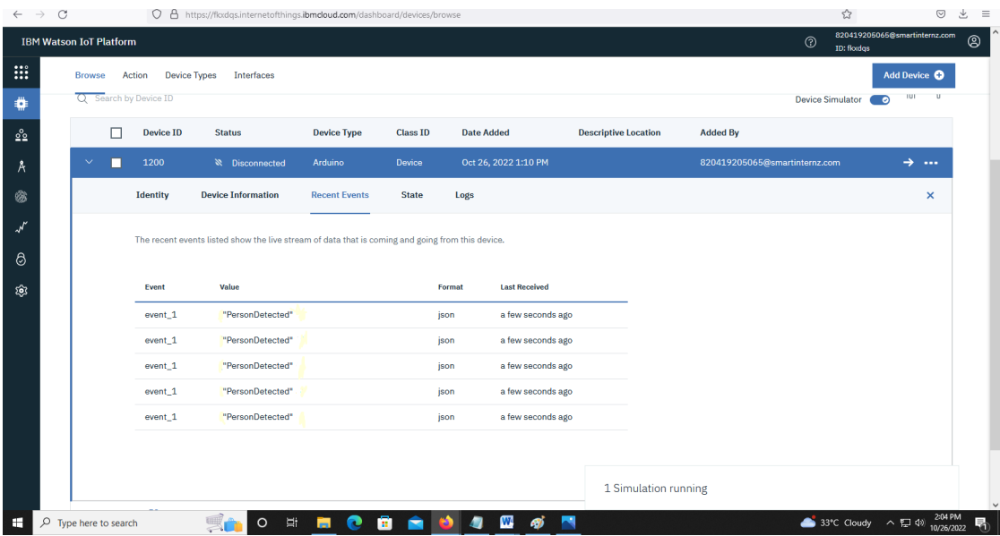 https://fkxdqs.internetofthings.ibmcloud.com/dashboard/devices/browse
IBM Watson IoT Platform
820419205065@smartinternz.com
ID: fkxdqs
Browse Action Device Types Interfaces
Add Device
Search by Device ID
Device Simulator
Device ID Status Device Type Class ID Date Added Descriptive Location Added By
1200 Disconnected Arduino Device Oct 26, 2022 1:10 PM 820419205065@smartinternz.com
Identity Device Information Recent Events State Logs
The recent events listed show the live stream of data that is coming and going from this device.
Event Value Format Last Received
event_1 "PersonDetected" json a few seconds ago
event_1 "PersonDetected" json a few seconds ago
event_1 "PersonDetected" json a few seconds ago
event_1 "PersonDetected" json a few seconds ago
event_1 "PersonDetected" json a few seconds ago
1 Simulation running
Type here to search
33°C Cloudy
2:04 PM
10/26/2022